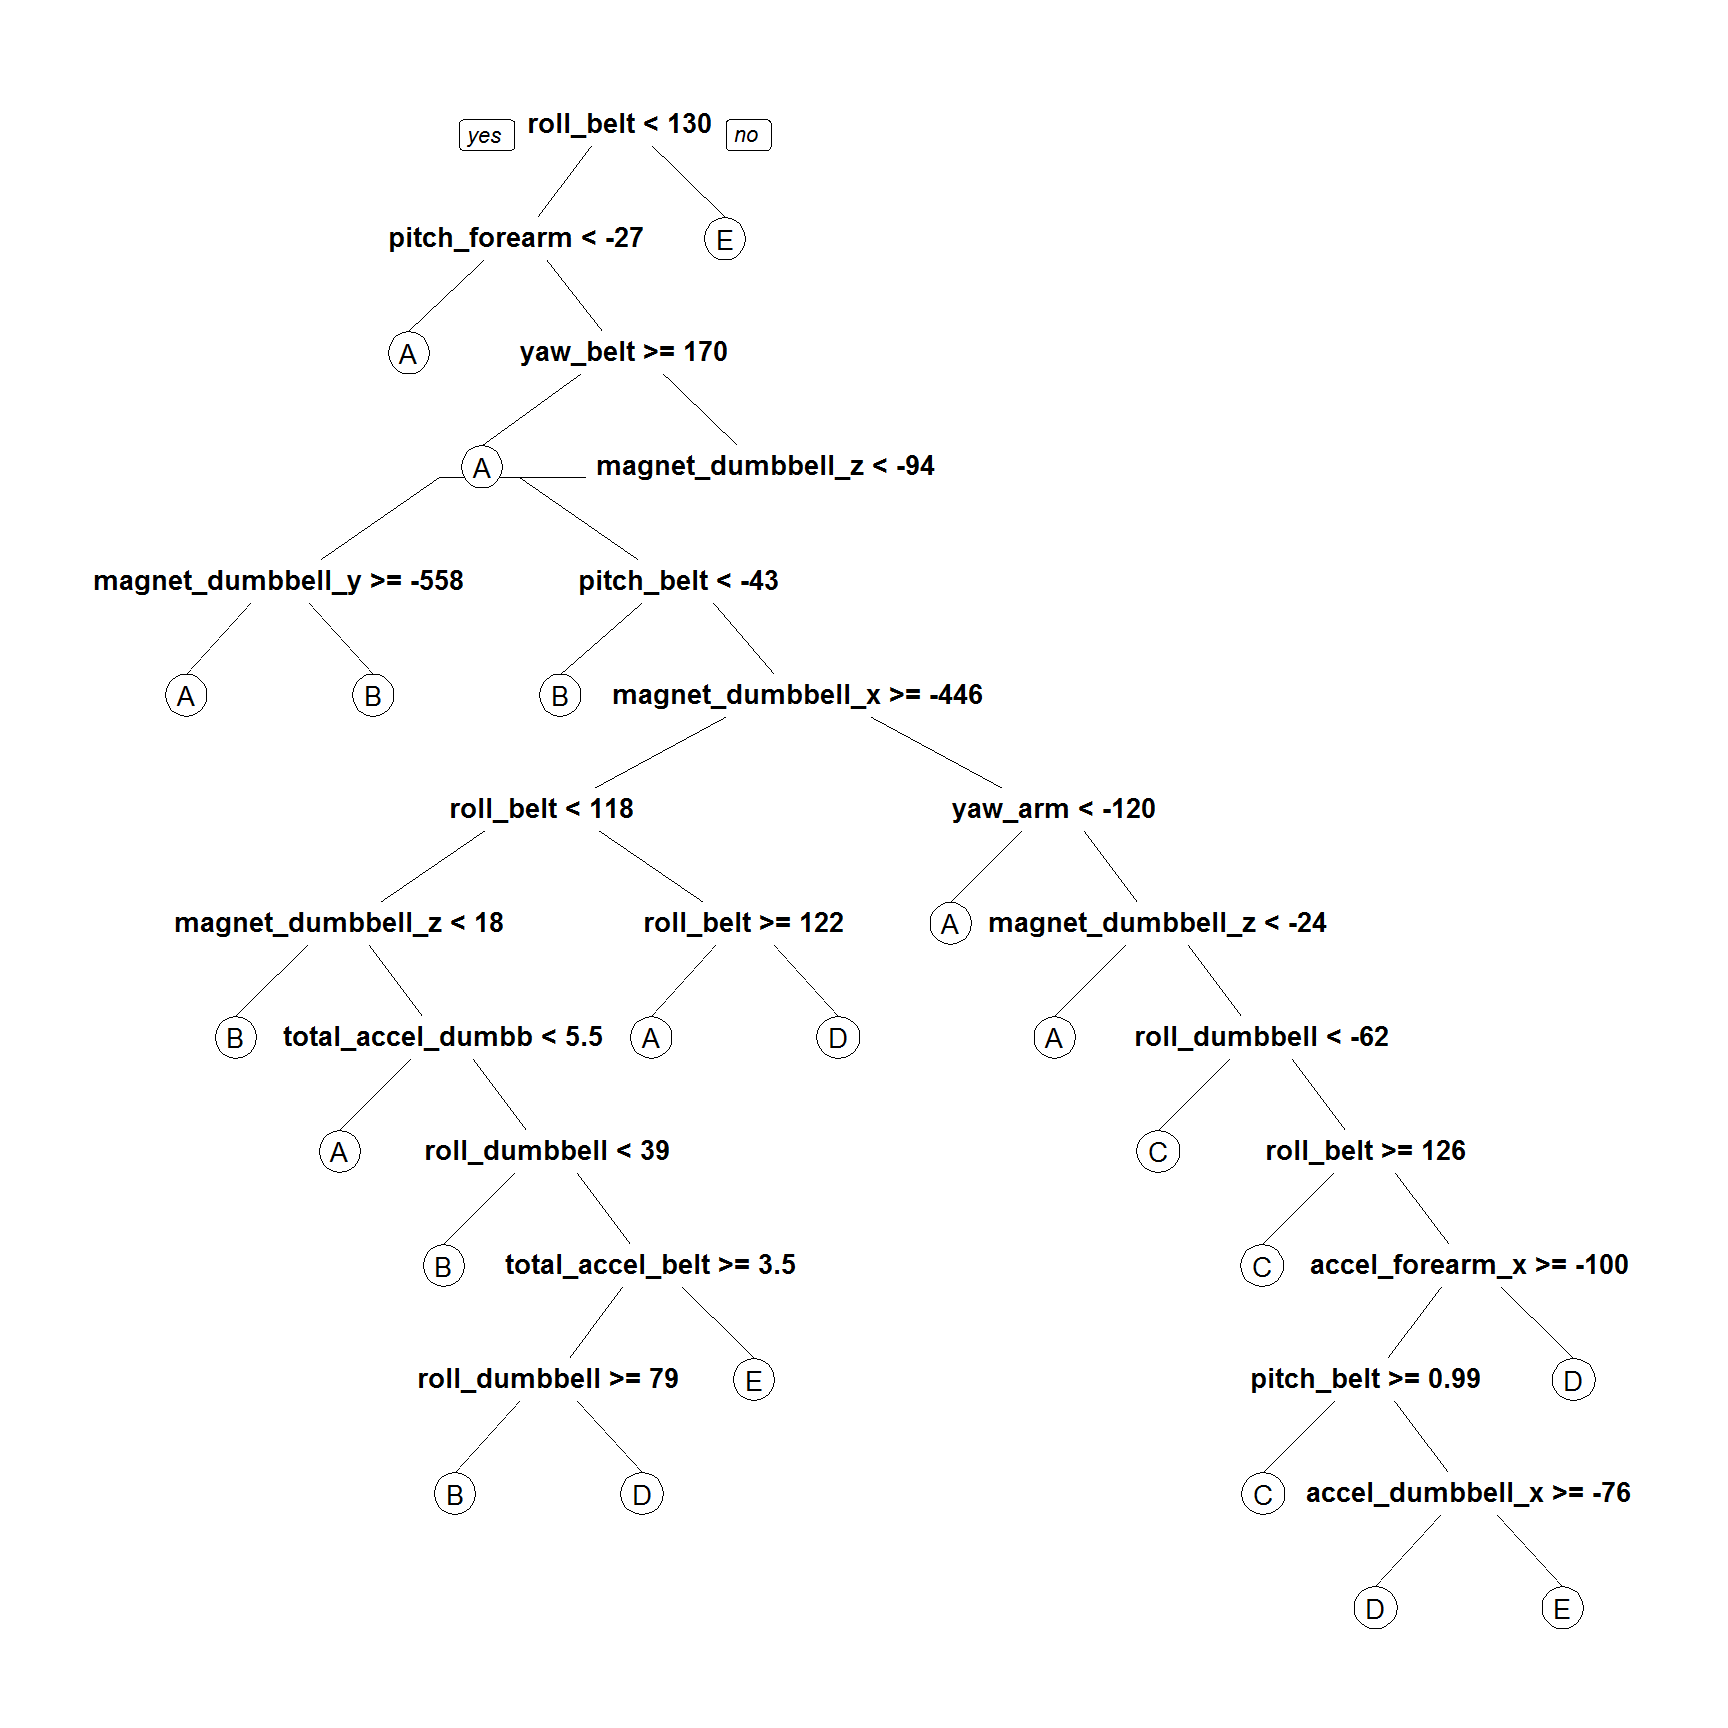 yes roll_belt < 130 no
pitch_forearm < -27 E
A yaw_belt >= 170
A magnet_dumbbell_z < -94
magnet_dumbbell_y >= -558 pitch_belt < -43
A B B magnet_dumbbell_x >= -446
roll_belt < 118 yaw_arm < -120
magnet_dumbbell_z < 18 roll_belt >= 122 A magnet_dumbbell_z < -24
B total_accel_dumbb < 5.5 A D A roll_dumbbell < -62
A roll_dumbbell < 39 C roll_belt >= 126
B total_accel_belt >= 3.5 C accel_forearm_x >= -100
roll_dumbbell >= 79 E pitch_belt >= 0.99 D
B D C accel_dumbbell_x >= -76
D E